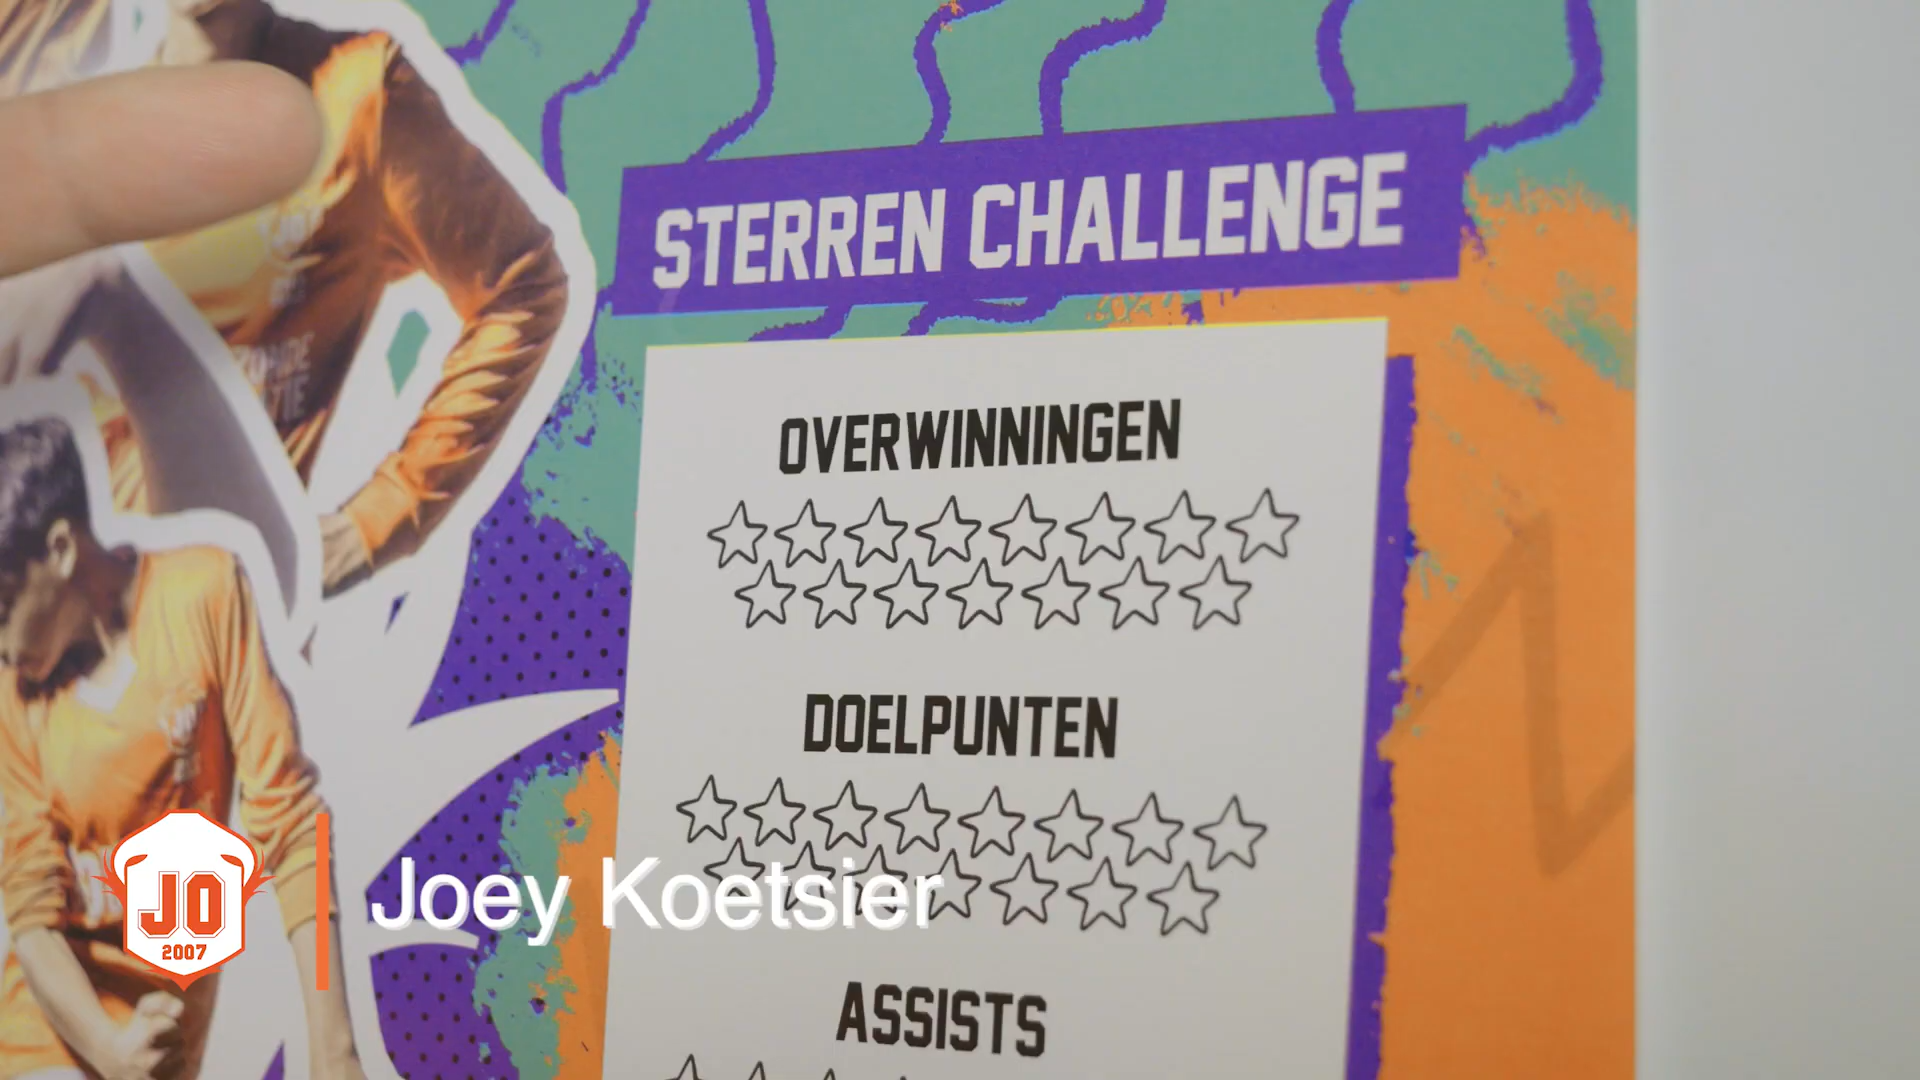 STERREN CHALLENGE
OVERWINNINGEN
DOELPUNTEN
ASSISTS
JO
2007
Joey Koetsier